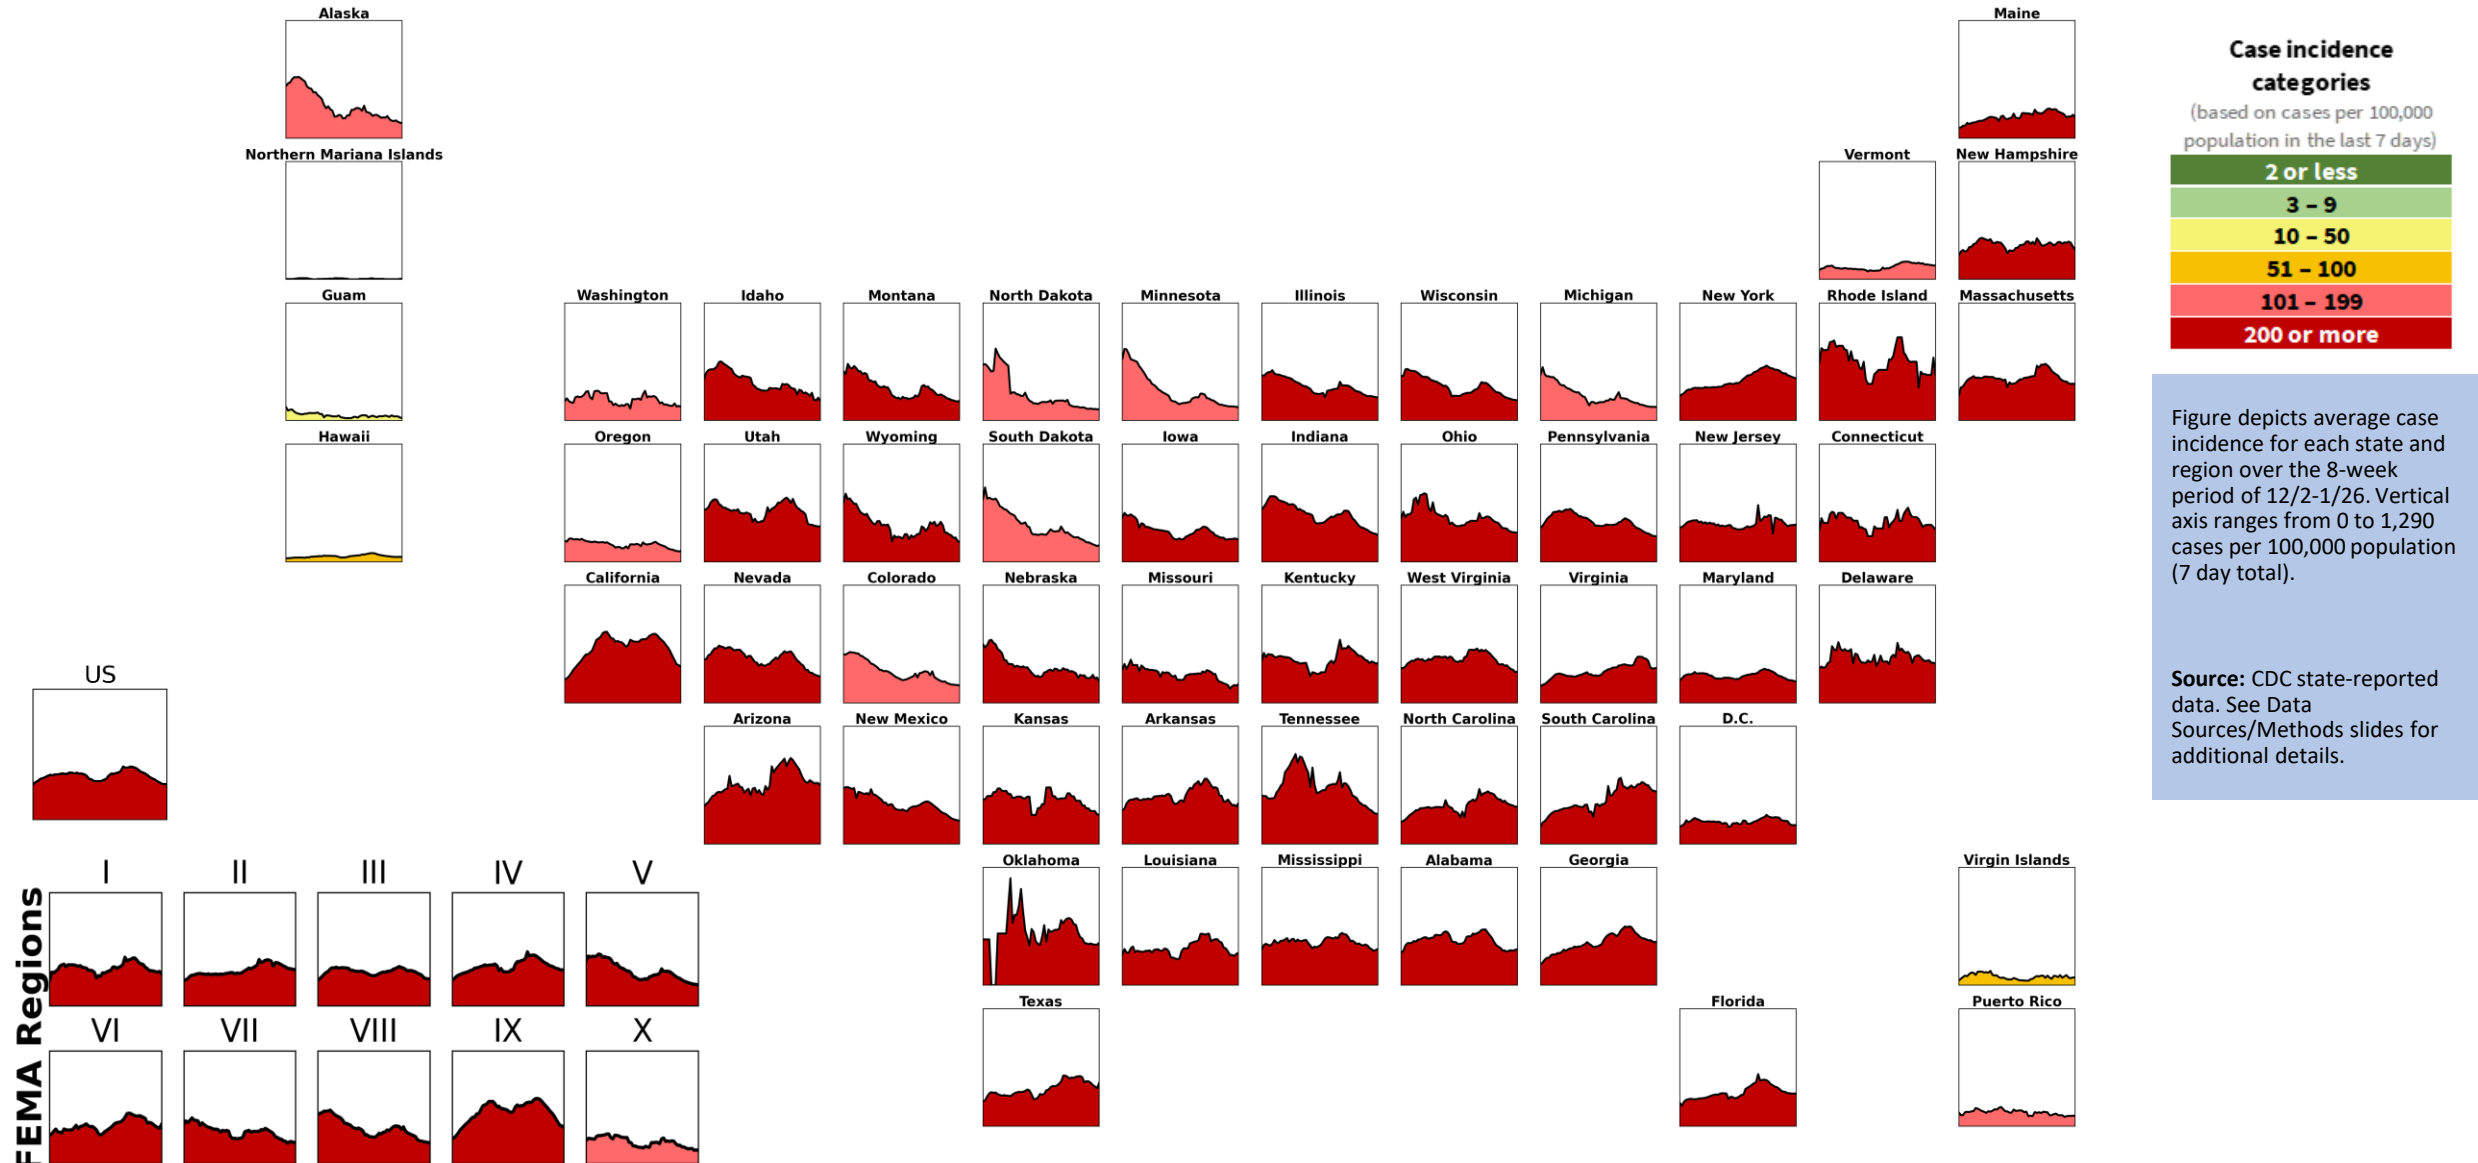 Alaska
Maine
Northern Mariana Islands
Vermont
New Hampshire
Guam
Washington
Idaho
Montana
North Dakota
Minnesota
Illinois
Wisconsin
Michigan
New York
Rhode Island
Massachusetts
Hawaii
Oregon
Utah
Wyoming
South Dakota
Iowa
Indiana
Ohio
Pennsylvania
New Jersey
Connecticut
California
Nevada
Colorado
Nebraska
Missouri
Kentucky
West Virginia
Virginia
Maryland
Delaware
US
Arizona
New Mexico
Kansas
Arkansas
Tennessee
North Carolina
South Carolina
D.C.
Oklahoma
Louisiana
Mississippi
Alabama
Georgia
Virgin Islands
Texas
Florida
Puerto Rico
FEMA Regions
I
II
III
IV
V
VI
VII
VIII
IX
X
Case incidence
categories
(based on cases per 100,000
population in the last 7 days)
2 or less
3 – 9
10 – 50
51 – 100
101 – 199
200 or more
Figure depicts average case
incidence for each state and
region over the 8-week
period of 12/2-1/26. Vertical
axis ranges from 0 to 1,290
cases per 100,000 population
(7 day total).
Source: CDC state-reported
data. See Data
Sources/Methods slides for
additional details.